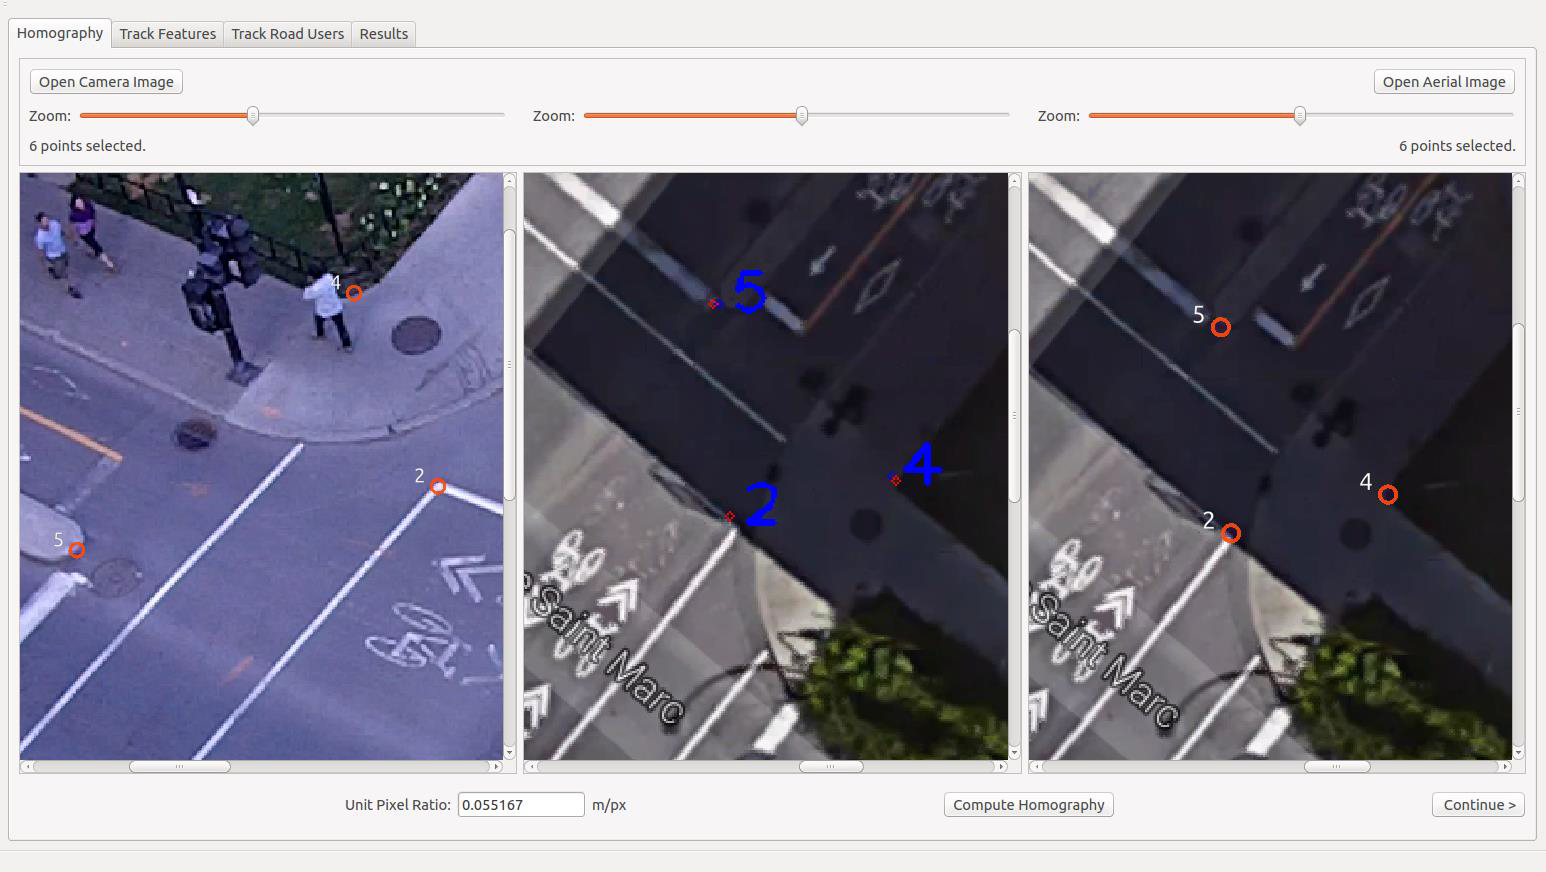 Homography Track Features Track Road Users Results
Open Camera Image Open Aerial Image
Zoom: Zoom: Zoom:
6 points selected. 6 points selected.
4
2
5
5
4
2
Saint Marc
5
4
2
Saint Marc
Unit Pixel Ratio: 0.055167 m/px Compute Homography Continue >